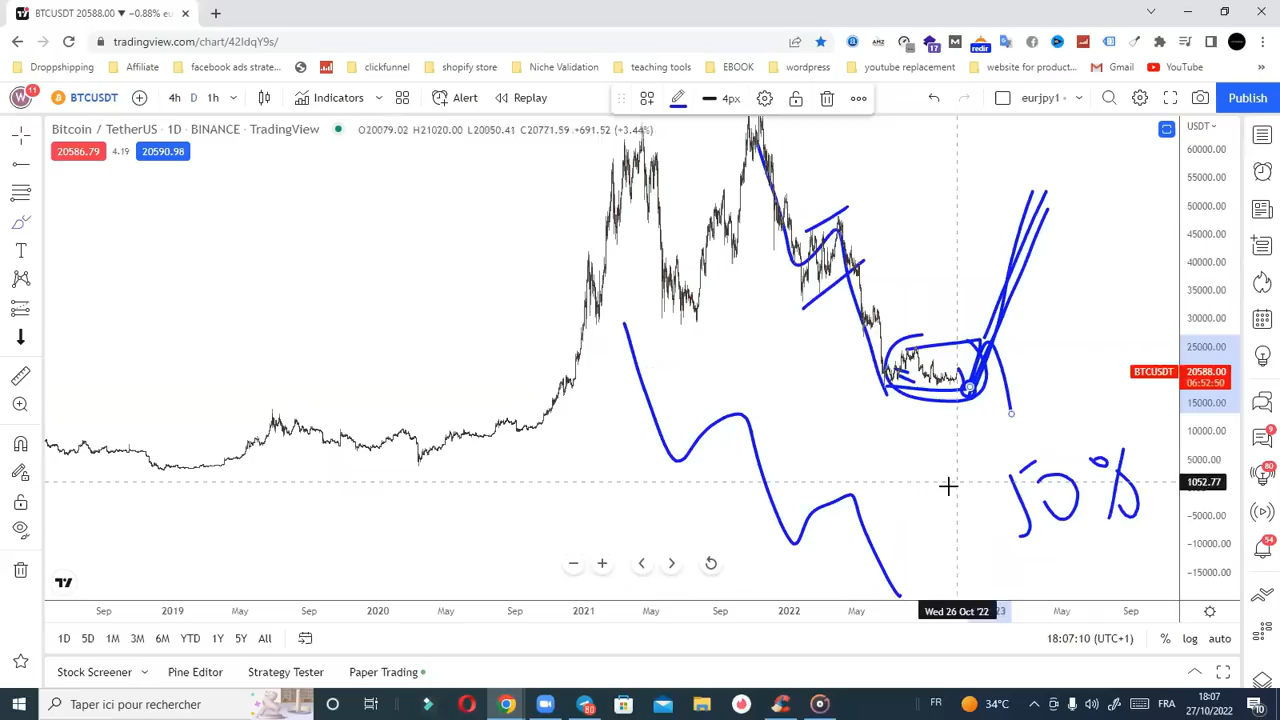 BTCUSDT 20588.00 ▼ −0.88% eu
tradingview.com/chart/42IdqY9s/
Droppshipping Affiliate facebook ads strate... clickfunnel shopify store Niche Validation teaching tools EBOOK wordpress youtube replacement website for product... Gmail YouTube
11 BTCUSDT 4h D 1h Indicators Alert Replay 4px eurjpy1 Publish
Bitcoin / TetherUS · 1D · BINANCE · TradingView O20079.02 H21020.00 L20050.41 C20771.59 +691.52 (+3.44%) USDT
20586.79 4.19 20590.98
60000.00
55000.00
50000.00
45000.00
40000.00
35000.00
30000.00
25000.00
BTCUSDT 20588.00
06:52:50
15000.00
10000.00
5000.00
1052.77
50%
−5000.00
−10000.00
−15000.00
Sep 2019 May Sep 2020 May Sep 2021 May Sep 2022 May Wed 26 Oct '22 23 May Sep
1D 5D 1M 3M 6M YTD 1Y 5Y All 18:07:10 (UTC+1) % log auto
Stock Screener Pine Editor Strategy Tester Paper Trading
Taper ici pour rechercher 80 FR 34°C FRA 18:07
27/10/2022